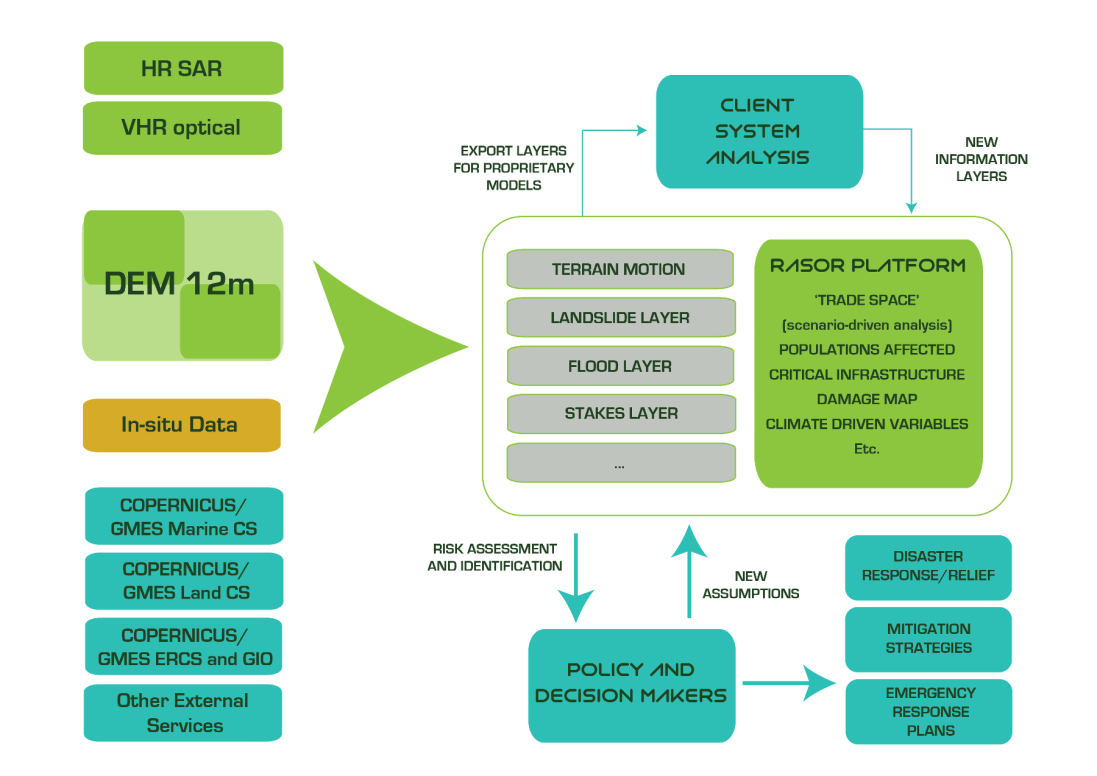 HR SAR
VHR optical
DEM 12m
In-situ Data
COPERNICUS/
GMES Marine CS
COPERNICUS/
GMES Land CS
COPERNICUS/
GMES ERCS and GIO
Other External
Services
EXPORT LAYERS
FOR PROPRIETARY
MODELS
CLIENT
SYSTEM
ANALYSIS
NEW
INFORMATION
LAYERS
TERRAIN MOTION
LANDSLIDE LAYER
FLOOD LAYER
STAKES LAYER
...
RASOR PLATFORM
‘TRADE SPACE’
(scenario-driven analysis)
POPULATIONS AFFECTED
CRITICAL INFRASTRUCTURE
DAMAGE MAP
CLIMATE DRIVEN VARIABLES
Etc.
RISK ASSESSMENT
AND IDENTIFICATION
NEW
ASSUMPTIONS
POLICY AND
DECISION MAKERS
DISASTER
RESPONSE/RELIEF
MITIGATION
STRATEGIES
EMERGENCY
RESPONSE
PLANS